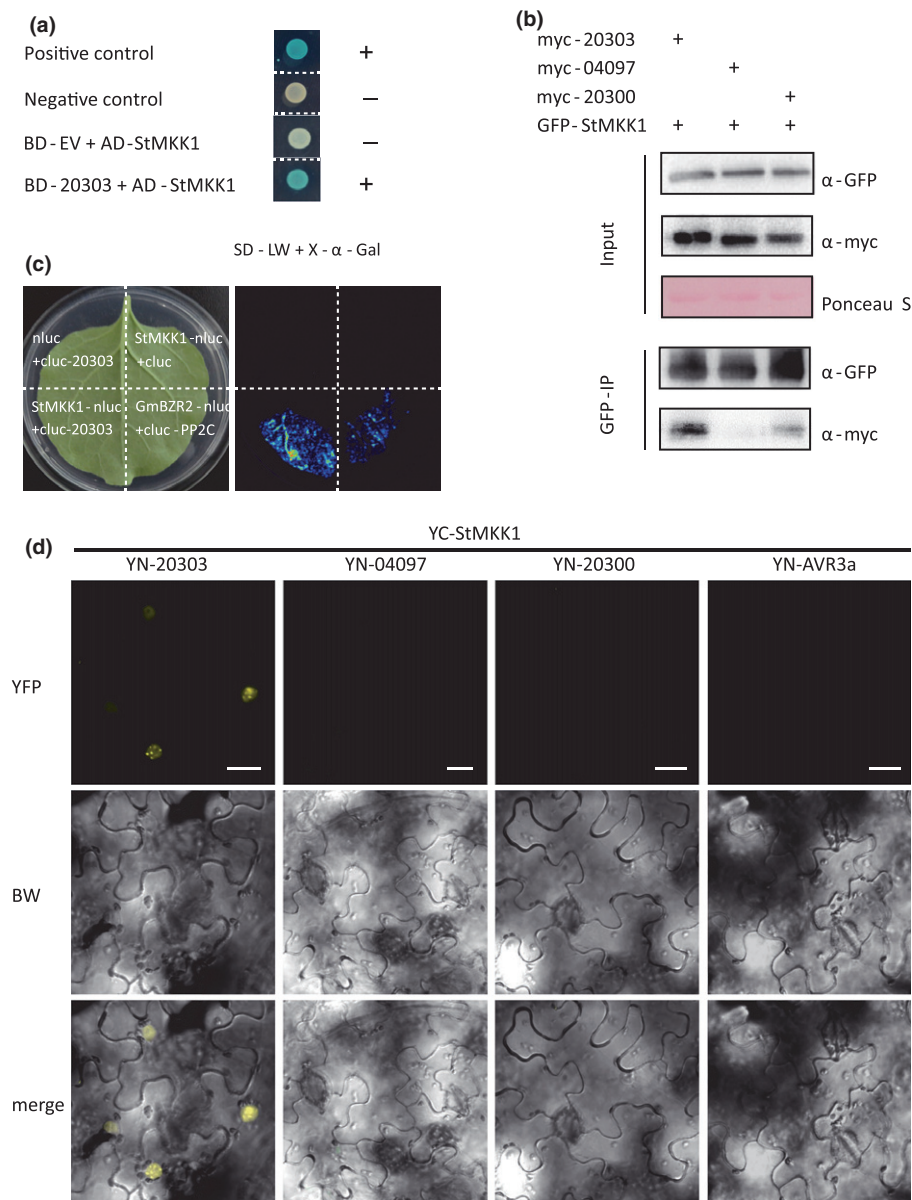 (a)
Positive control +
Negative control −
BD-EV + AD-StMKK1 −
BD-20303 + AD-StMKK1 +
SD-LW + X-α-Gal
(b)
myc-20303 +
myc-04097 +
myc-20300 +
GFP-StMKK1 + + +
Input
α-GFP
α-myc
Ponceau S
GFP-IP
α-GFP
α-myc
(c)
nluc
+cluc-20303
StMKK1-nluc
+cluc
StMKK1-nluc
+cluc-20303
GmBZR2-nluc
+cluc-PP2C
(d)
YC-StMKK1
YN-20303 YN-04097 YN-20300 YN-AVR3a
YFP
BW
merge